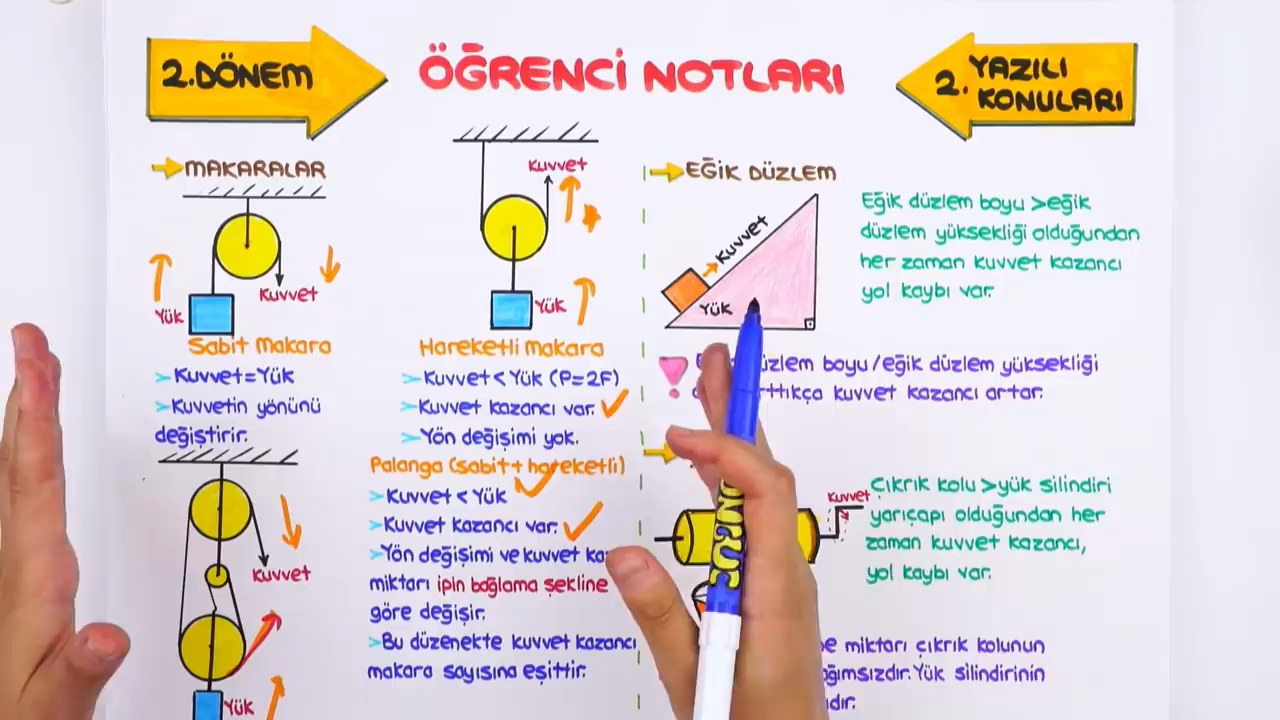 2.DÖNEM
ÖĞRENCİ NOTLARI
2. YAZILI
KONULARI
MAKARALAR
Yük
Kuvvet
Sabit Makara
Kuvvet=Yük
Kuvvetin yönünü
değiştirir.
Kuvvet
Yük
Hareketli makara
Kuvvet<Yük (P=2F)
Kuvvet kazancı var.
Yön değişimi yok.
Kuvvet
Yük
Palanga (sabit+hareketli)
Kuvvet<Yük
Kuvvet kazancı var.
Yön değişimi ve kuvvet
miktarı ipin bağlama şekline
göre değişir.
Bu düzenekte kuvvet kazancı
makara sayısına eşittir.
EĞİK DÜZLEM
Kuvvet
Yük
Eğik düzlem boyu >eğik
düzlem yüksekliği olduğundan
her zaman kuvvet kazancı
yol kaybı var.
düzlem boyu/eğik düzlem yüksekliği
kuvvet kazancı artar.
Kuvvet
Çıkrık kolu >yük silindiri
yarıçapı olduğundan her
zaman kuvvet kazancı,
yol kaybı var.
miktarı çıkrık kolunun
Yük silindirinin